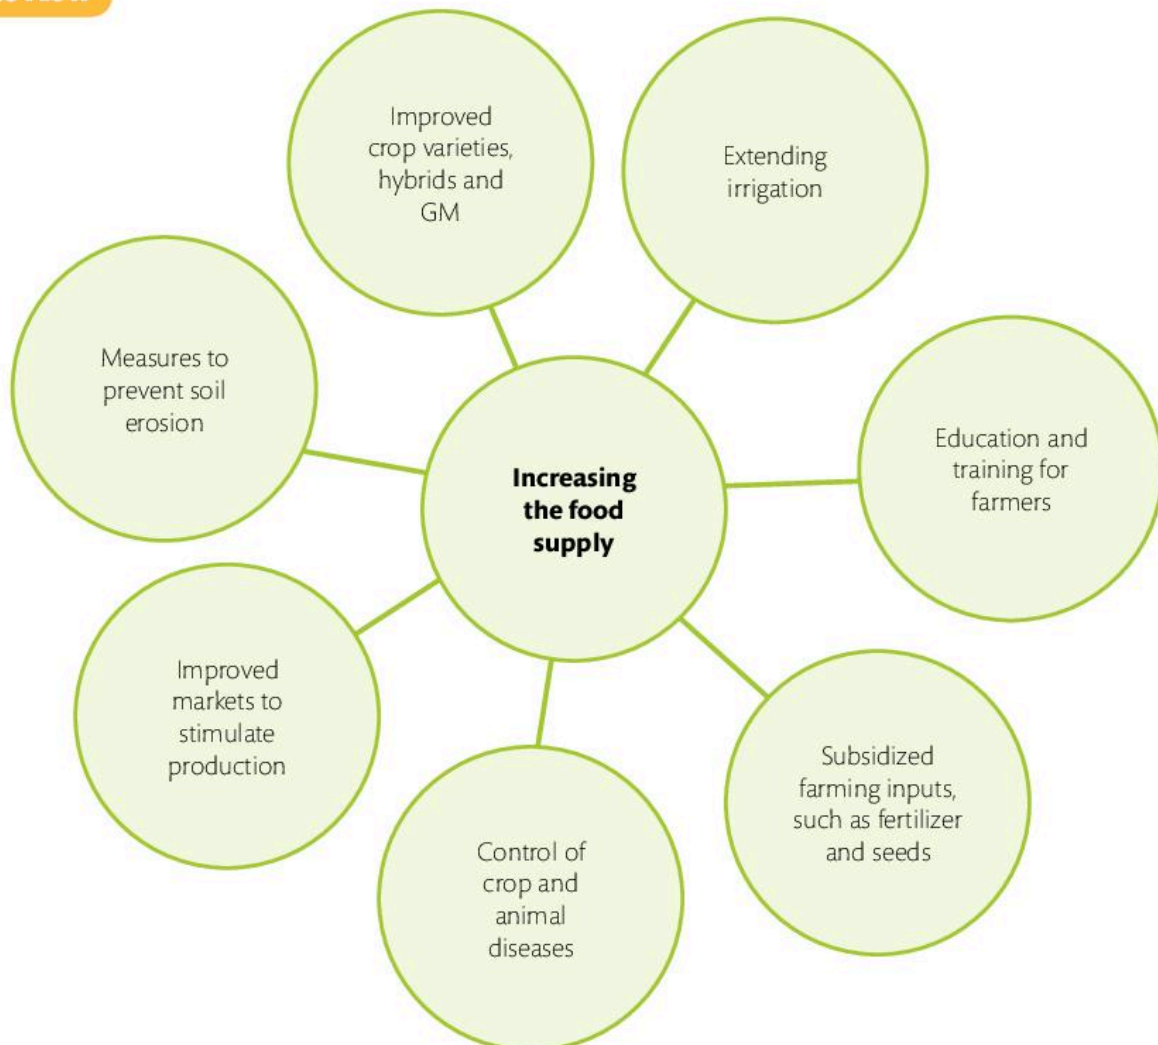 Improved
crop varieties,
hybrids and
GM
Extending
irrigation
Measures to
prevent soil
erosion
Education and
training for
farmers
Increasing
the food
supply
Improved
markets to
stimulate
production
Subsidized
farming inputs,
such as fertilizer
and seeds
Control of
crop and
animal
diseases